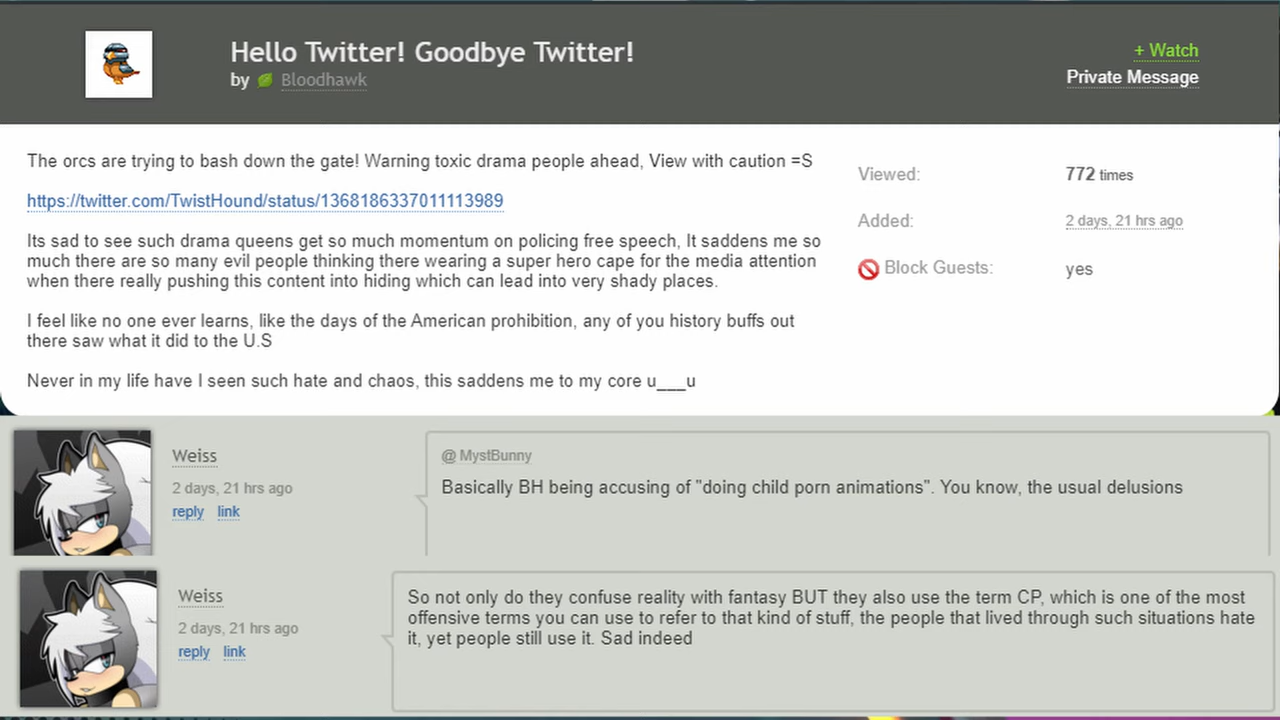 Hello Twitter! Goodbye Twitter!
+ Watch
by Bloodhawk
Private Message
The orcs are trying to bash down the gate! Warning toxic drama people ahead, View with caution =S
https://twitter.com/TwistHound/status/1368186337011113989
Its sad to see such drama queens get so much momentum on policing free speech, It saddens me so
much there are so many evil people thinking there wearing a super hero cape for the media attention
when there really pushing this content into hiding which can lead into very shady places.
I feel like no one ever learns, like the days of the American prohibition, any of you history buffs out
there saw what it did to the U.S
Never in my life have I seen such hate and chaos, this saddens me to my core u___u
Viewed: 772 times
Added: 2 days, 21 hrs ago
Block Guests: yes
Weiss
2 days, 21 hrs ago
reply link
@ MystBunny
Basically BH being accusing of "doing child porn animations". You know, the usual delusions
Weiss
2 days, 21 hrs ago
reply link
So not only do they confuse reality with fantasy BUT they also use the term CP, which is one of the most
offensive terms you can use to refer to that kind of stuff, the people that lived through such situations hate
it, yet people still use it. Sad indeed